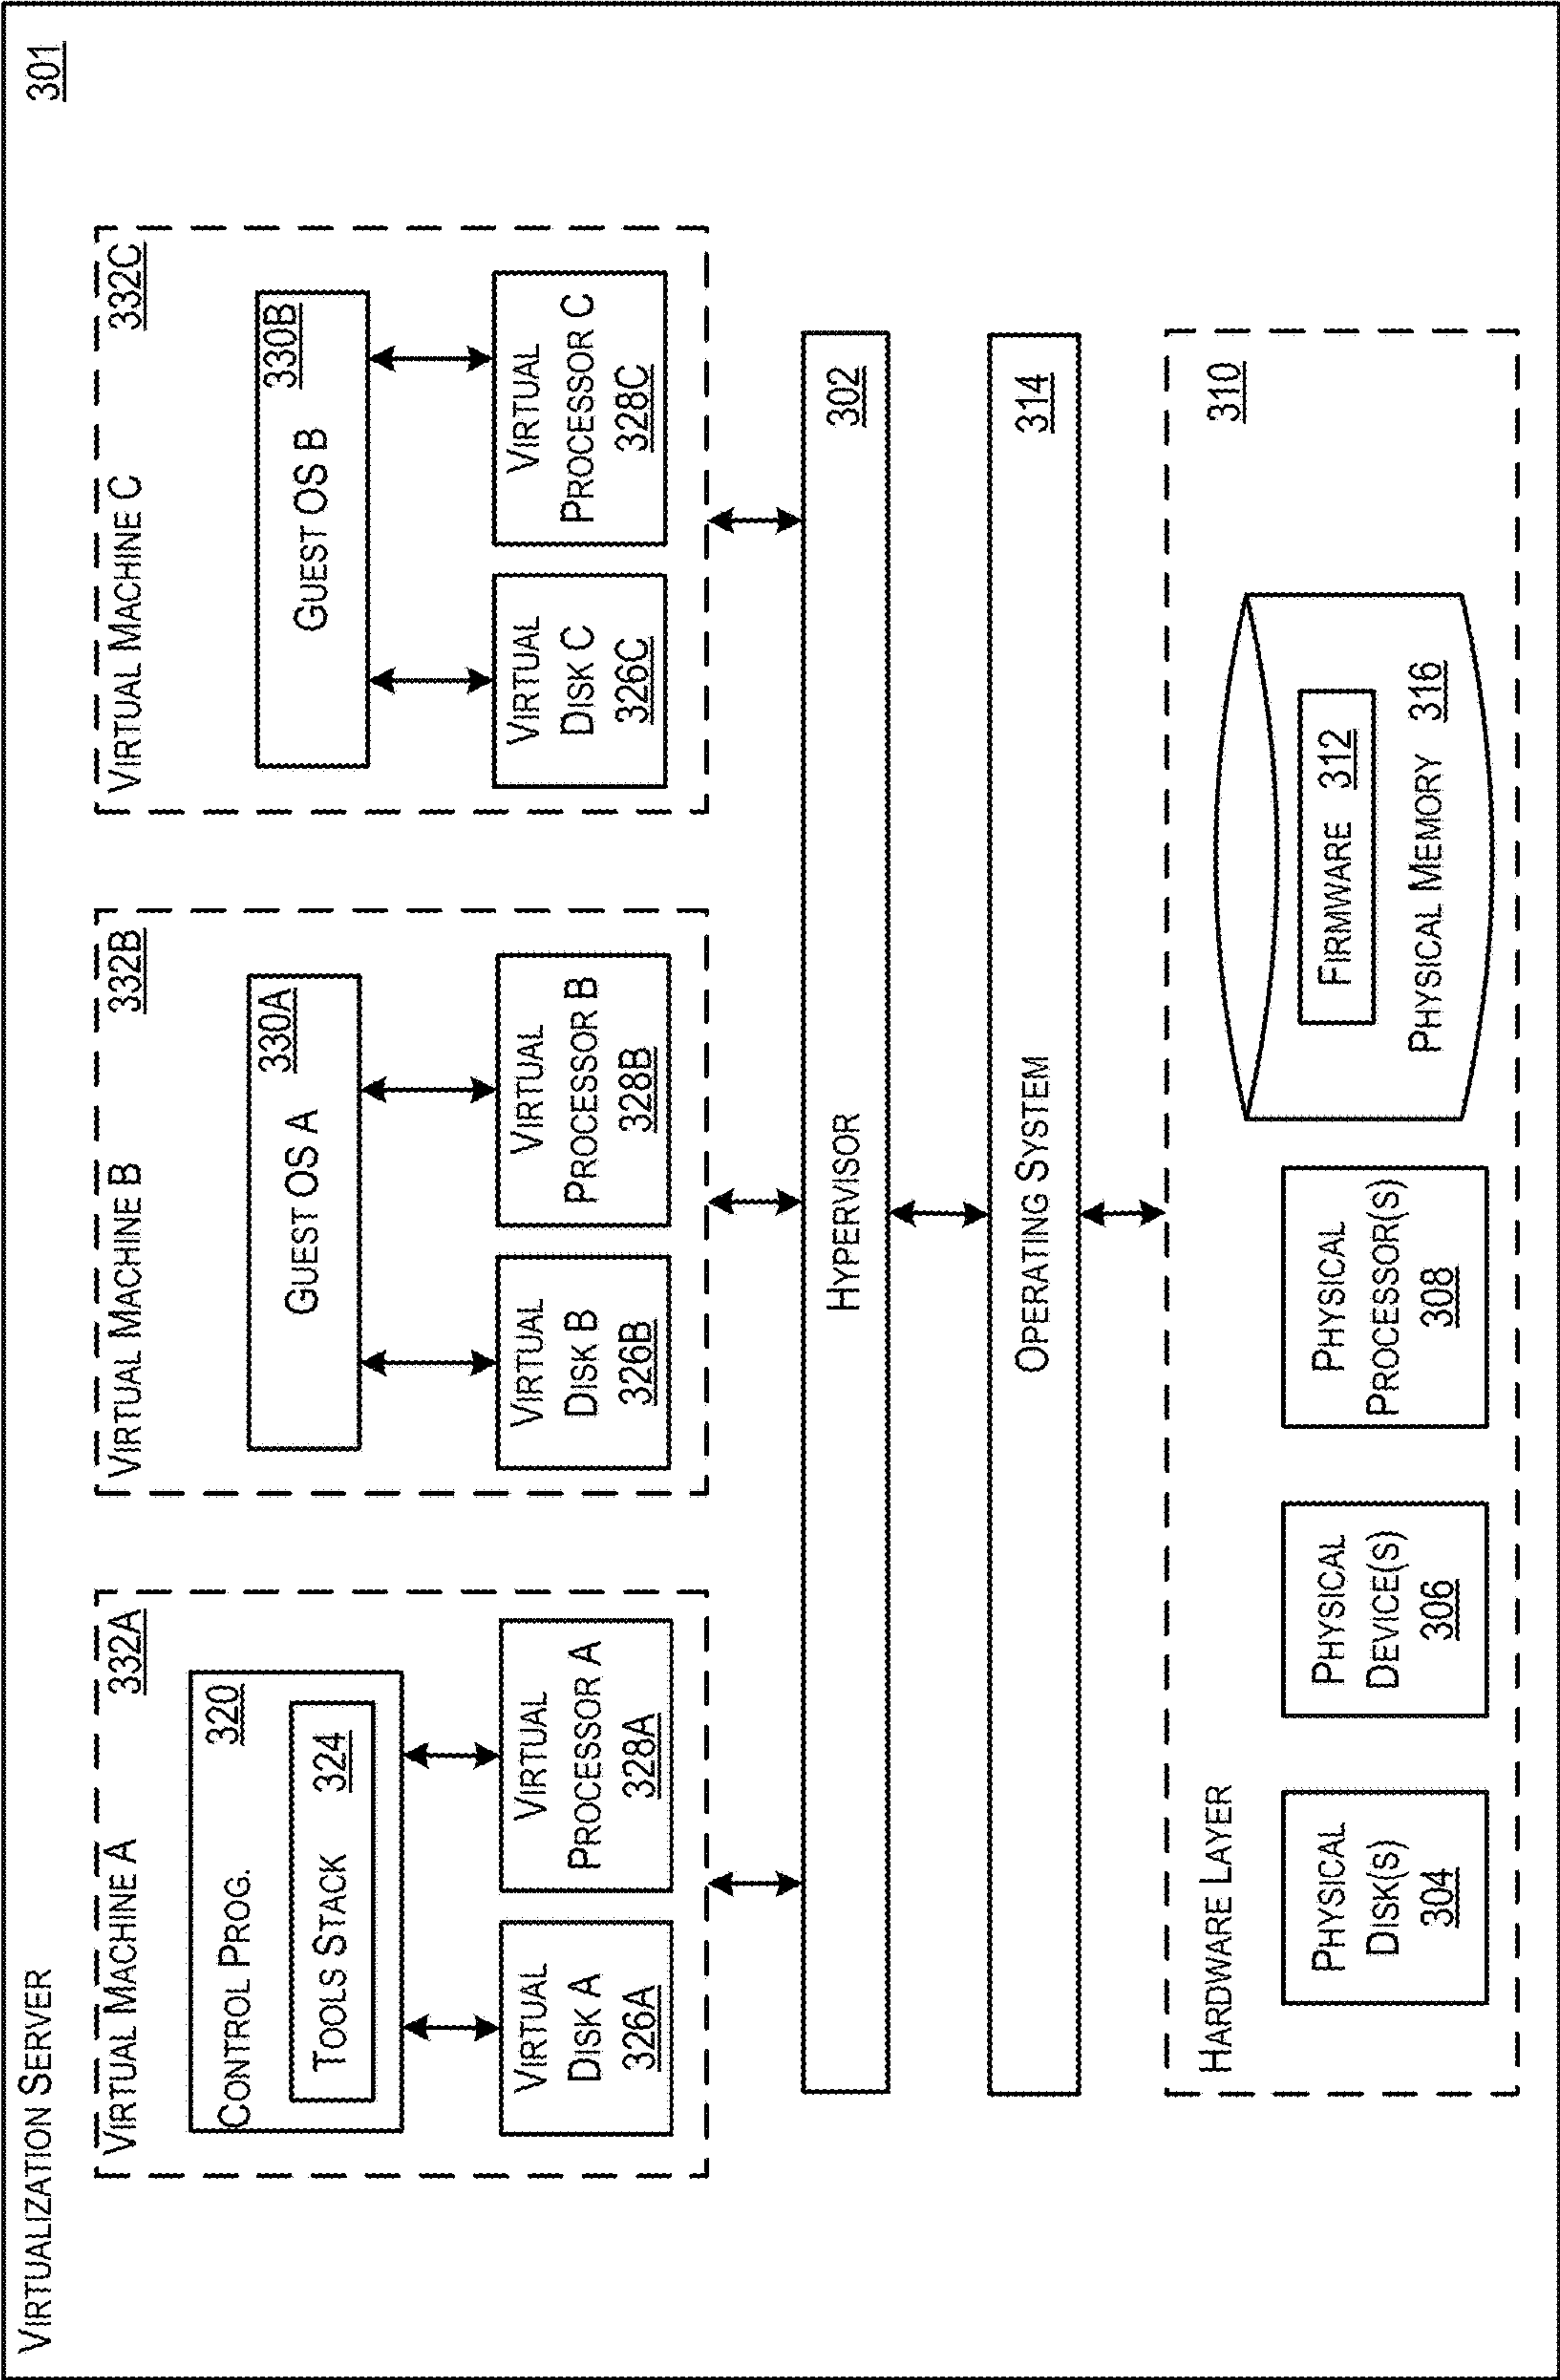 VIRTUALIZATION SERVER
301
VIRTUAL MACHINE A
332A
CONTROL PROG.
320
TOOLS STACK 324
VIRTUAL
DISK A
326A
VIRTUAL
PROCESSOR A
328A
VIRTUAL MACHINE B
332B
GUEST OS A
330A
VIRTUAL
DISK B
326B
VIRTUAL
PROCESSOR B
328B
VIRTUAL MACHINE C
332C
GUEST OS B
330B
VIRTUAL
DISK C
326C
VIRTUAL
PROCESSOR C
328C
HYPERVISOR
302
OPERATING SYSTEM
314
HARDWARE LAYER
310
PHYSICAL
DISK(S)
304
PHYSICAL
DEVICE(S)
306
PHYSICAL
PROCESSOR(S)
308
FIRMWARE 312
PHYSICAL MEMORY 316